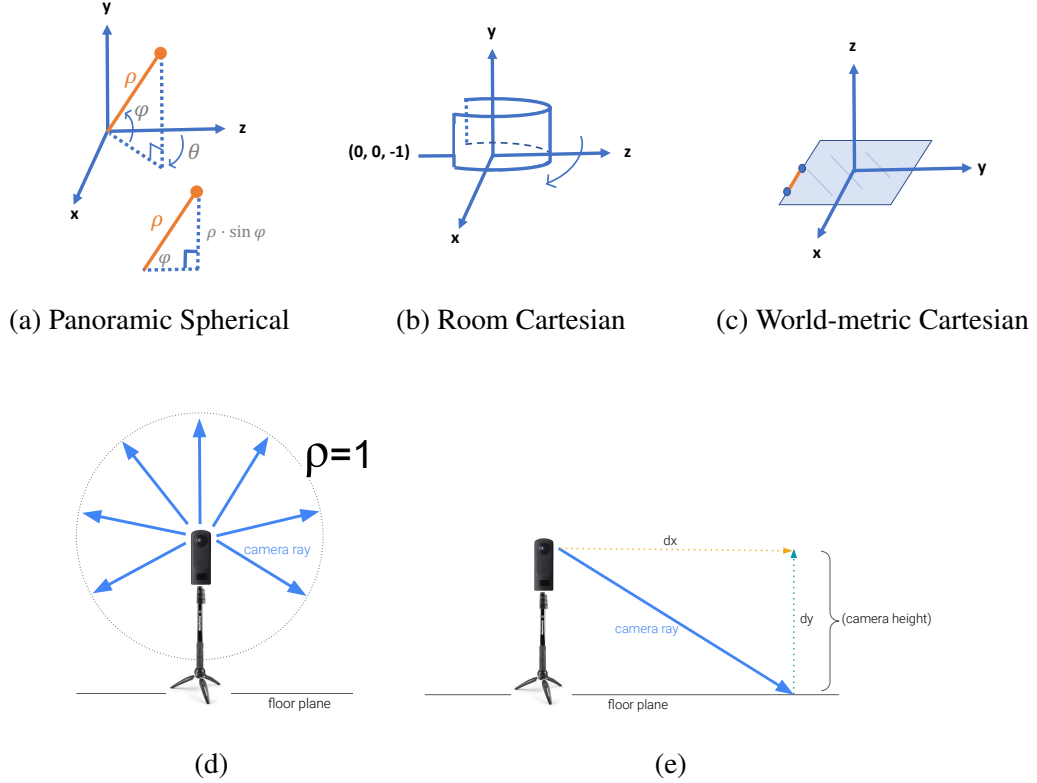 y
ρ
φ
z
θ
x
ρ
φ
ρ · sin φ
(a) Panoramic Spherical
y
(0, 0, -1)
z
x
(b) Room Cartesian
z
y
x
(c) World-metric Cartesian
ρ=1
camera ray
floor plane
(d)
dx
camera ray
dy
(camera height)
floor plane
(e)